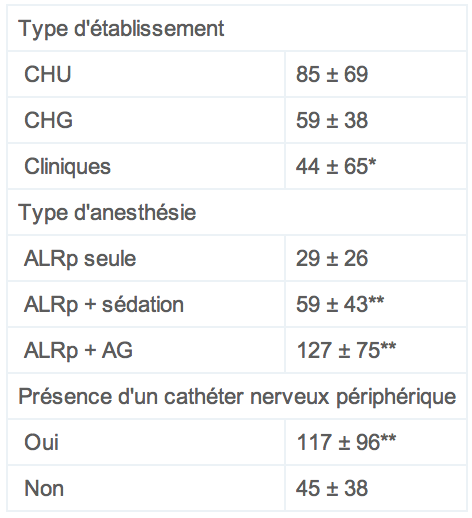 Type d'établissement
CHU 85 ± 69
CHG 59 ± 38
Cliniques 44 ± 65*
Type d'anesthésie
ALRp seule 29 ± 26
ALRp + sédation 59 ± 43**
ALRp + AG 127 ± 75**
Présence d'un cathéter nerveux périphérique
Oui 117 ± 96**
Non 45 ± 38